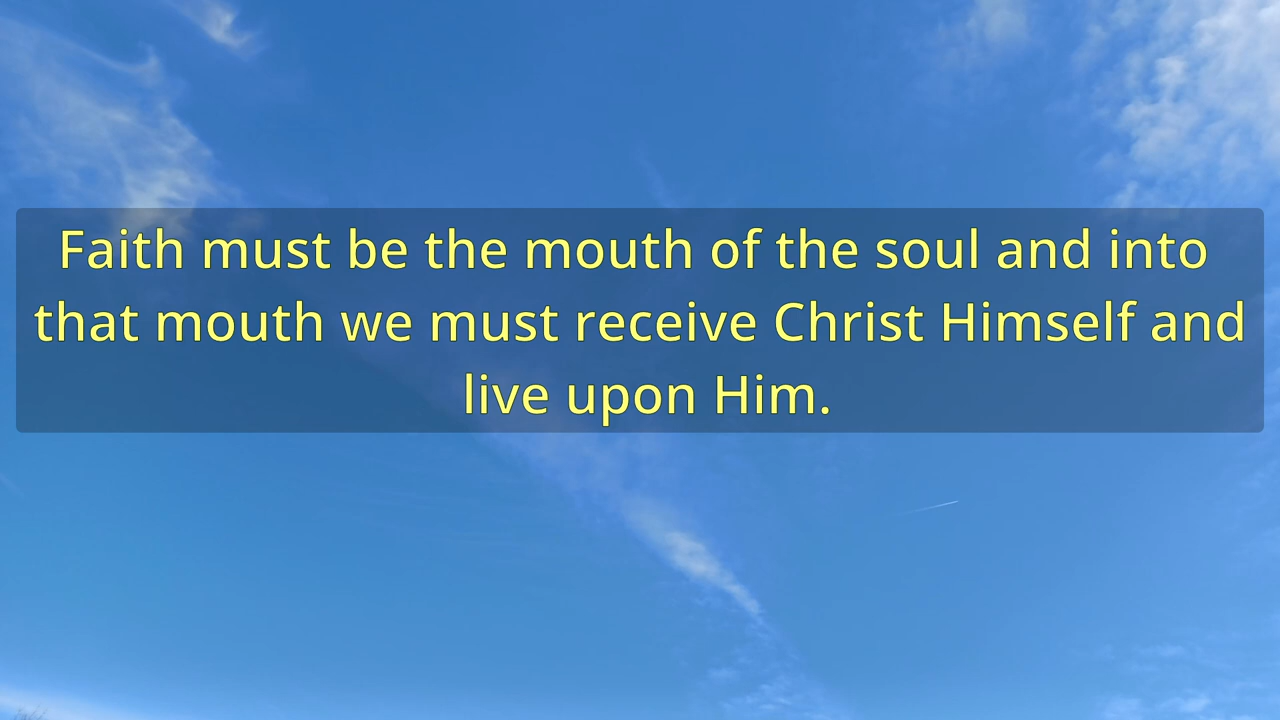 Faith must be the mouth of the soul and into
that mouth we must receive Christ Himself and
live upon Him.